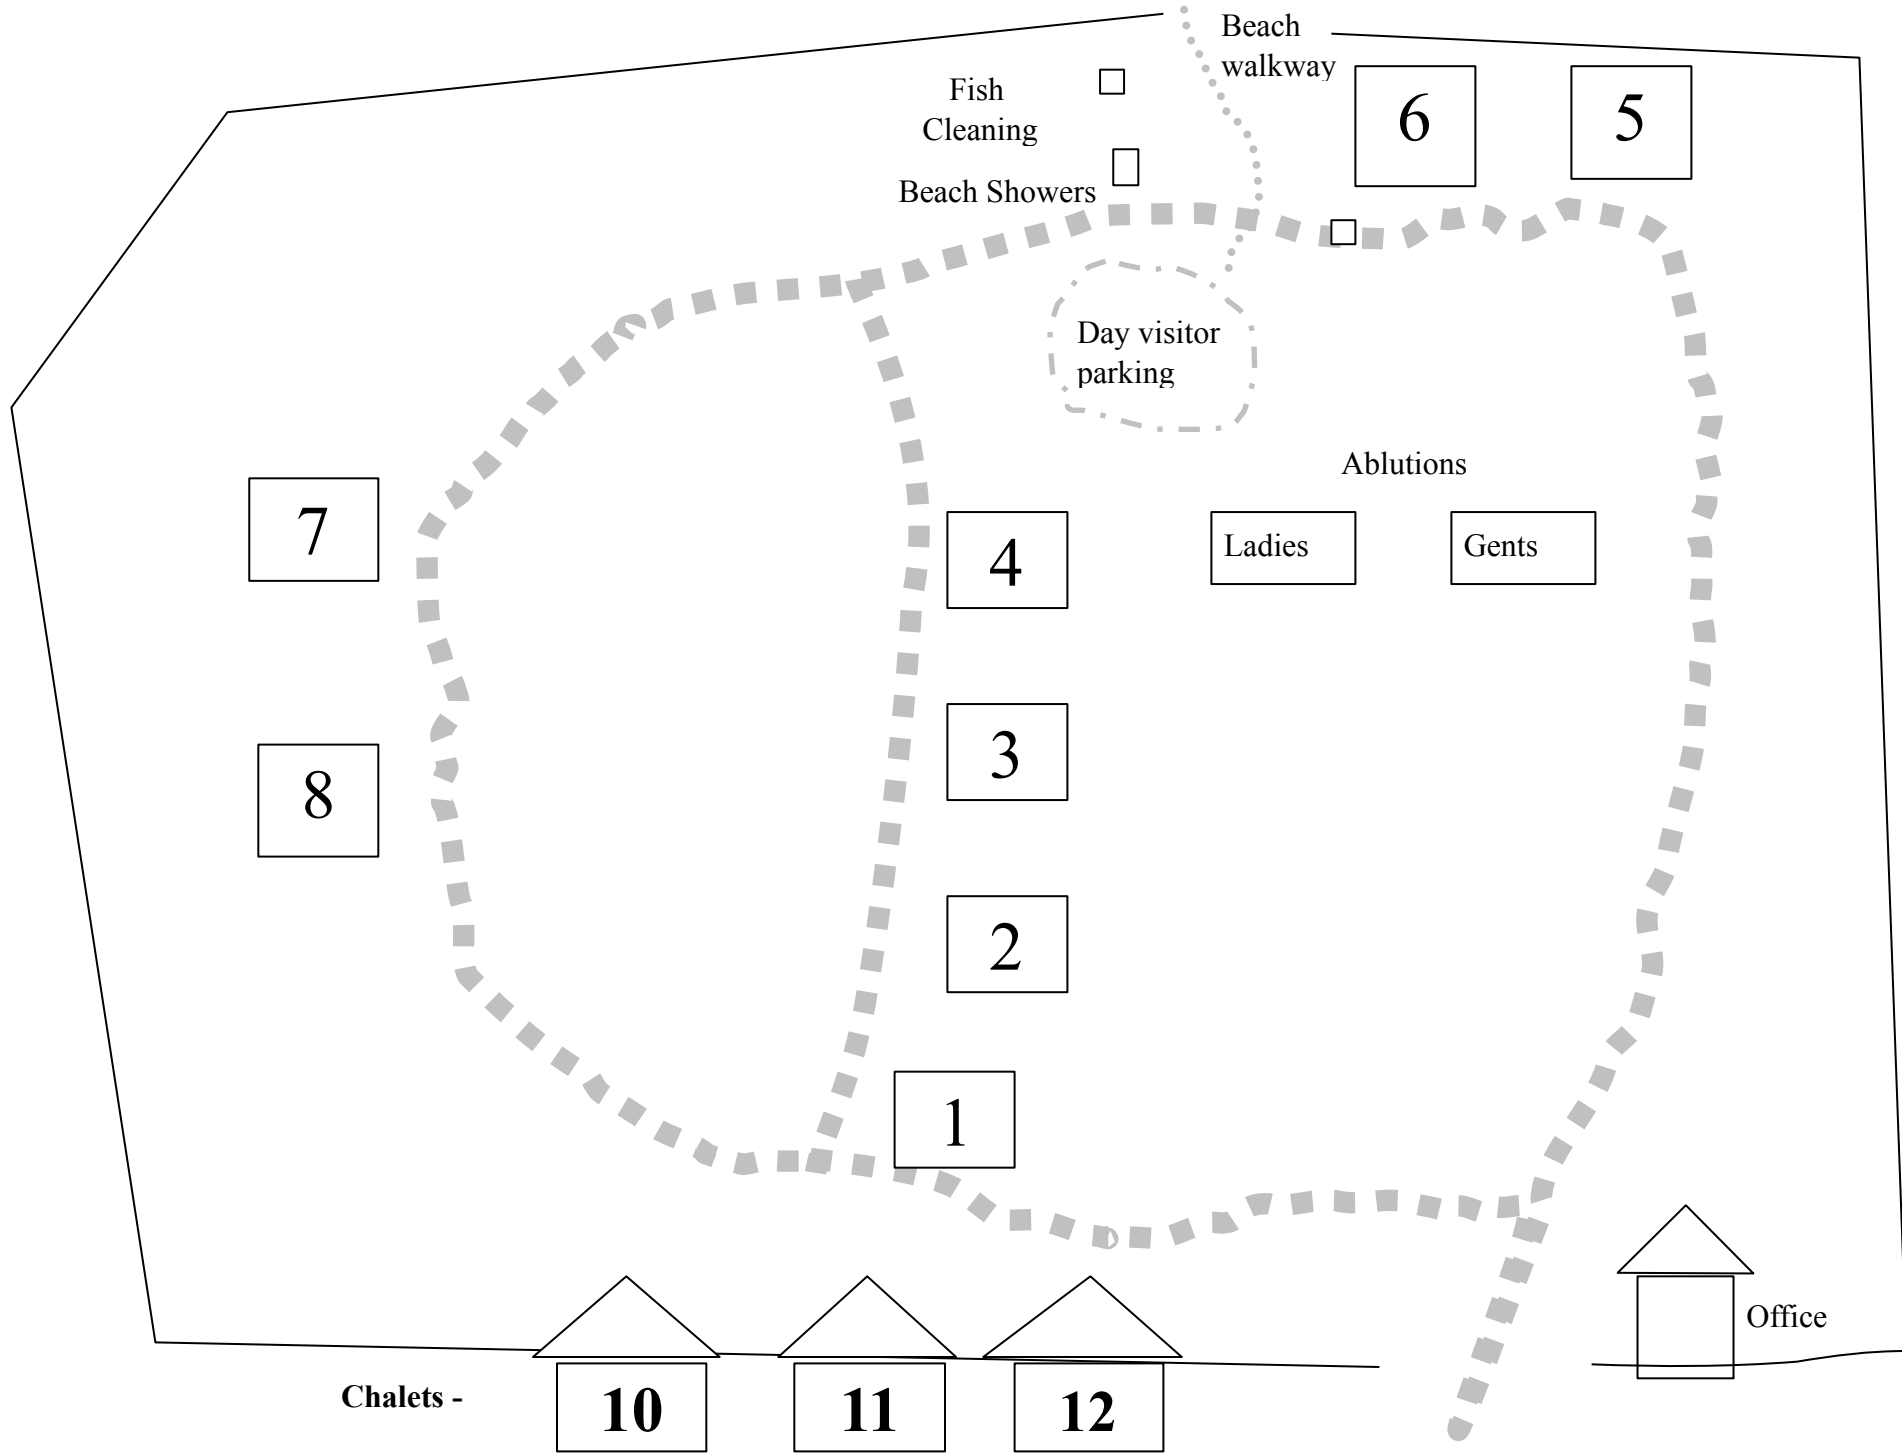 Beach
walkway
Fish
Cleaning
6
5
Beach Showers
Day visitor
parking
Ablutions
7
4
Ladies
Gents
3
8
2
1
Office
Chalets -
10
11
12